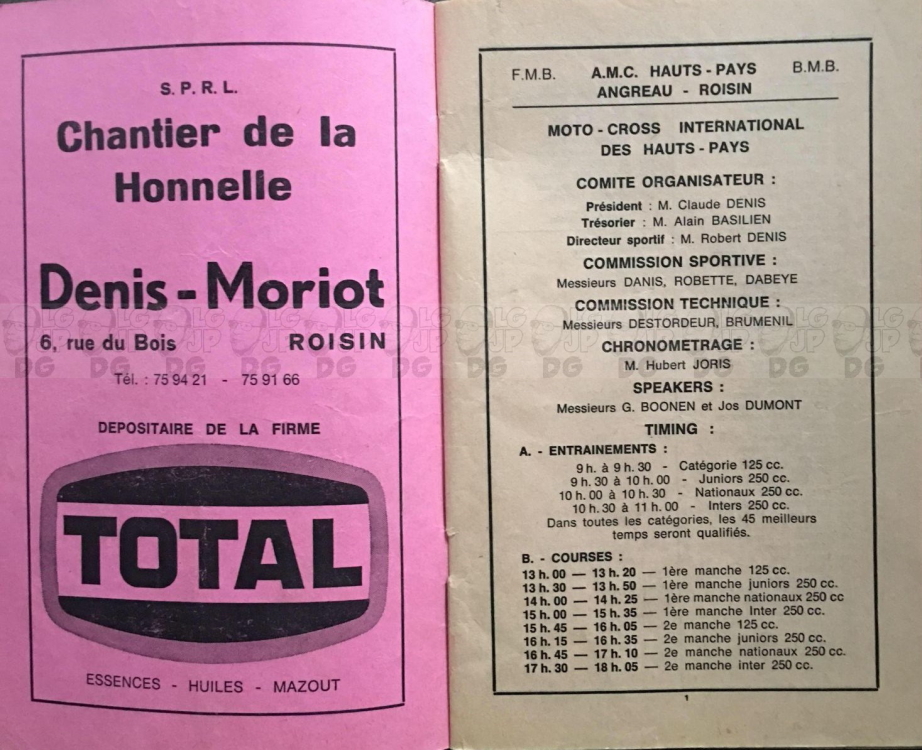 S. P. R. L.
Chantier de la
Honnelle
Denis - Moriot
6, rue du Bois ROISIN
Tél. : 75 94 21 - 75 91 66
DEPOSITAIRE DE LA FIRME
TOTAL
ESSENCES - HUILES - MAZOUT
F.M.B. A.M.C. HAUTS - PAYS B.M.B.
ANGREAU - ROISIN
MOTO - CROSS INTERNATIONAL
DES HAUTS - PAYS
COMITE ORGANISATEUR :
Président : M. Claude DENIS
Trésorier : M. Alain BASILIEN
Directeur sportif : M. Robert DENIS
COMMISSION SPORTIVE :
Messieurs DANIS, ROBETTE, DABEYE
COMMISSION TECHNIQUE :
Messieurs DESTORDEUR, BRUMENIL
CHRONOMETRAGE :
M. Hubert JORIS
SPEAKERS :
Messieurs G. BOONEN et Jos DUMONT
TIMING :
A. - ENTRAINEMENTS :
9 h. à 9 h. 30 - Catégorie 125 cc.
9 h. 30 à 10 h. 00 - Juniors 250 cc.
10 h. 00 à 10 h. 30 - Nationaux 250 cc.
10 h. 30 à 11 h. 00 - Inters 250 cc.
Dans toutes les catégories, les 45 meilleurs
temps seront qualifiés.
B. - COURSES :
13 h. 00 — 13 h. 20 — 1ère manche 125 cc.
13 h. 30 — 13 h. 50 — 1ère manche juniors 250 cc.
14 h. 00 — 14 h. 25 — 1ère manche nationaux 250 cc
15 h. 00 — 15 h. 35 — 1ère manche Inter 250 cc.
15 h. 45 — 16 h. 05 — 2e manche 125 cc.
16 h. 15 — 16 h. 35 — 2e manche juniors 250 cc.
16 h. 45 — 17 h. 10 — 2e manche nationaux 250 cc.
17 h. 30 — 18 h. 05 — 2e manche inter 250 cc.
1